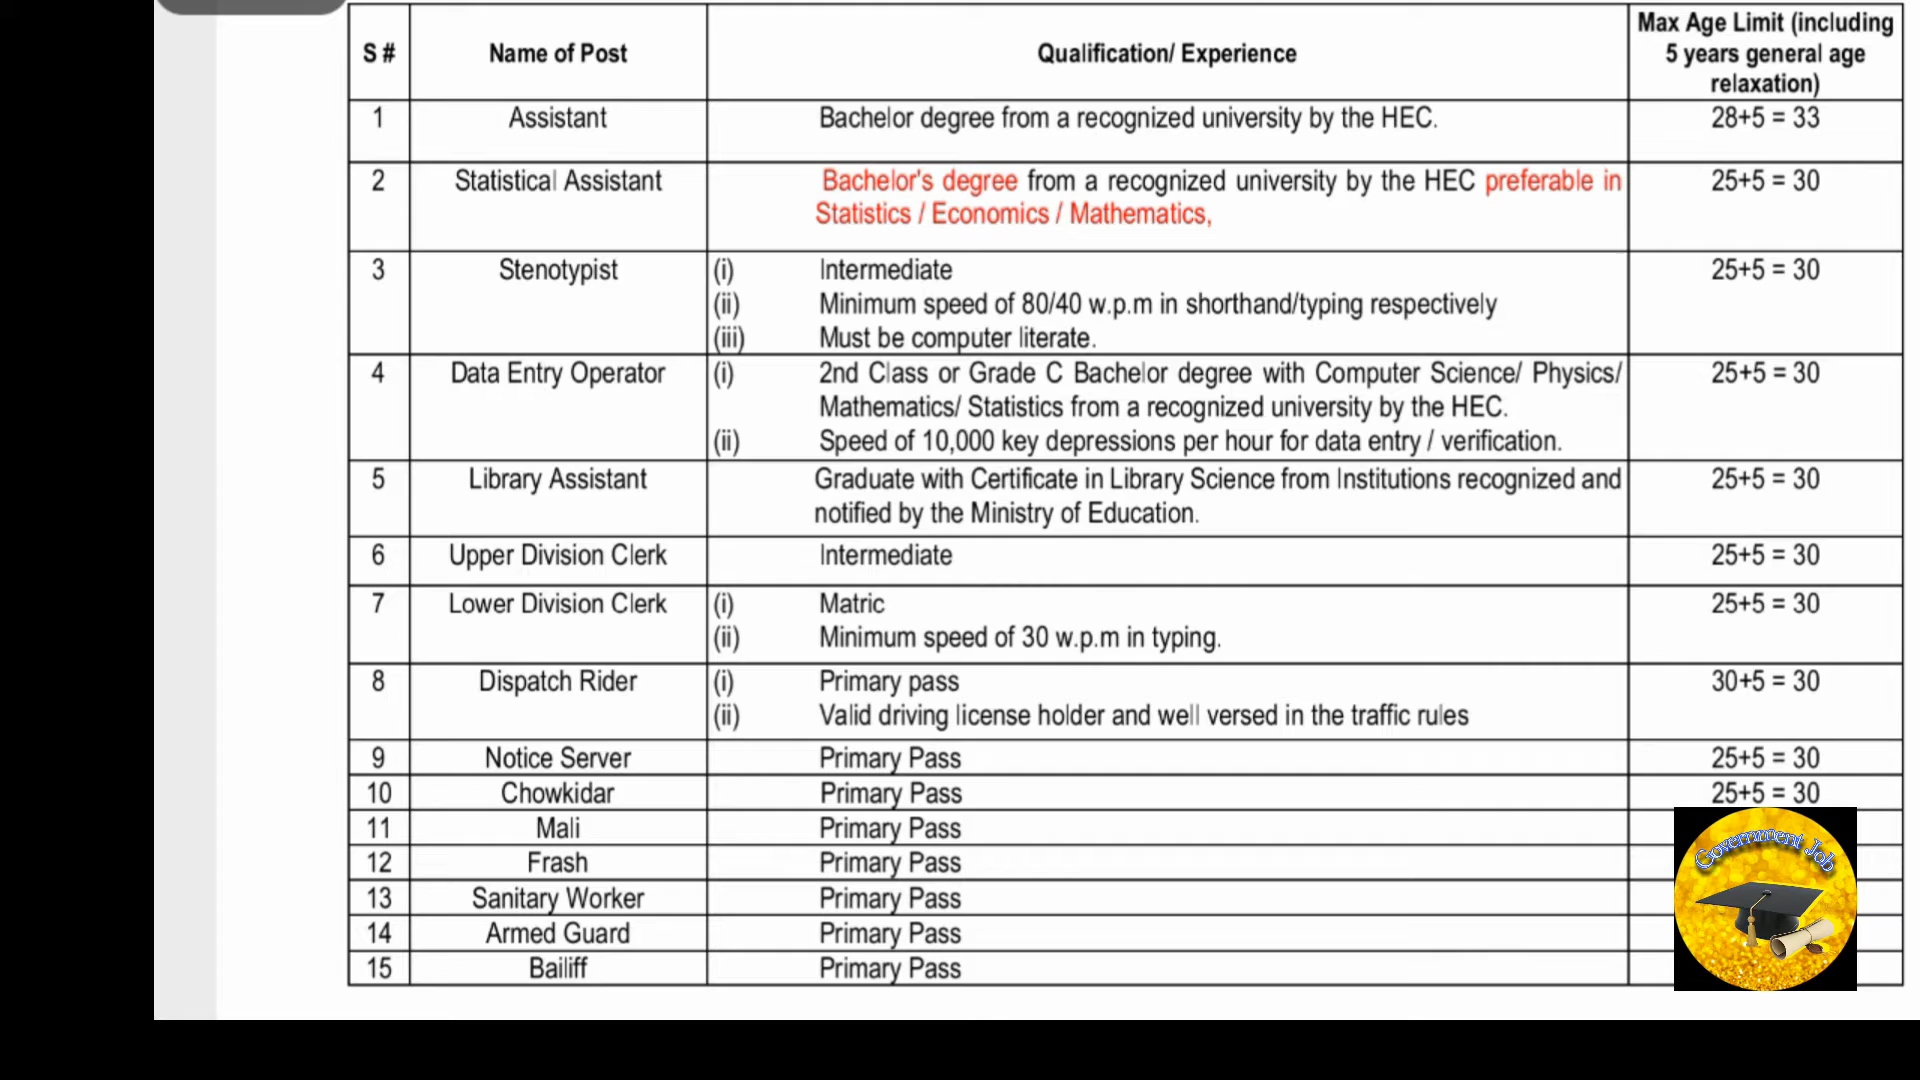 S # Name of Post Qualification/ Experience Max Age Limit (including
5 years general age
relaxation)
1 Assistant Bachelor degree from a recognized university by the HEC. 28+5 = 33
2 Statistical Assistant Bachelor's degree from a recognized university by the HEC preferable in 25+5 = 30
Statistics / Economics / Mathematics,
3 Stenotypist (i) Intermediate 25+5 = 30
(ii) Minimum speed of 80/40 w.p.m in shorthand/typing respectively
(iii) Must be computer literate.
4 Data Entry Operator (i) 2nd Class or Grade C Bachelor degree with Computer Science/ Physics/ 25+5 = 30
Mathematics/ Statistics from a recognized university by the HEC.
(ii) Speed of 10,000 key depressions per hour for data entry / verification.
5 Library Assistant Graduate with Certificate in Library Science from Institutions recognized and 25+5 = 30
notified by the Ministry of Education.
6 Upper Division Clerk Intermediate 25+5 = 30
7 Lower Division Clerk (i) Matric 25+5 = 30
(ii) Minimum speed of 30 w.p.m in typing.
8 Dispatch Rider (i) Primary pass 30+5 = 30
(ii) Valid driving license holder and well versed in the traffic rules
9 Notice Server Primary Pass 25+5 = 30
10 Chowkidar Primary Pass 25+5 = 30
11 Mali Primary Pass
12 Frash Primary Pass
13 Sanitary Worker Primary Pass
14 Armed Guard Primary Pass
15 Bailiff Primary Pass
Government Job